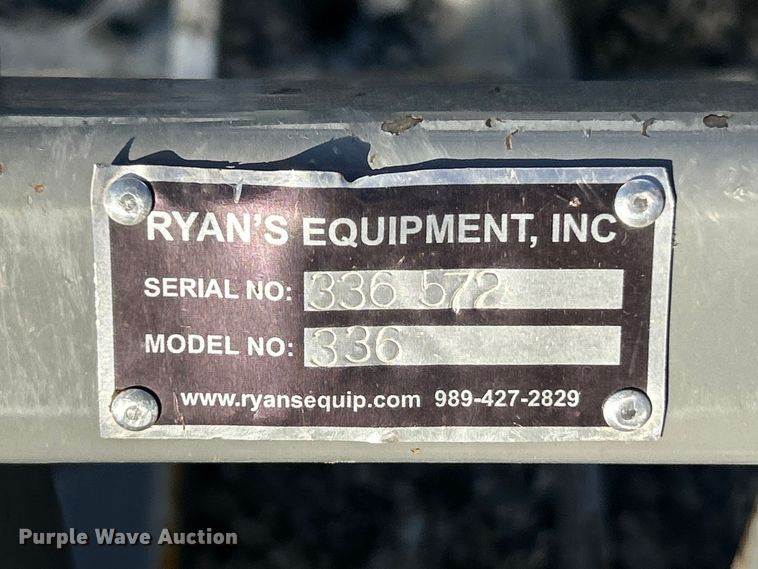 RYAN'S EQUIPMENT, INC
SERIAL NO: 336 572
MODEL NO: 336
www.ryansequip.com 989-427-2829
Purple Wave Auction